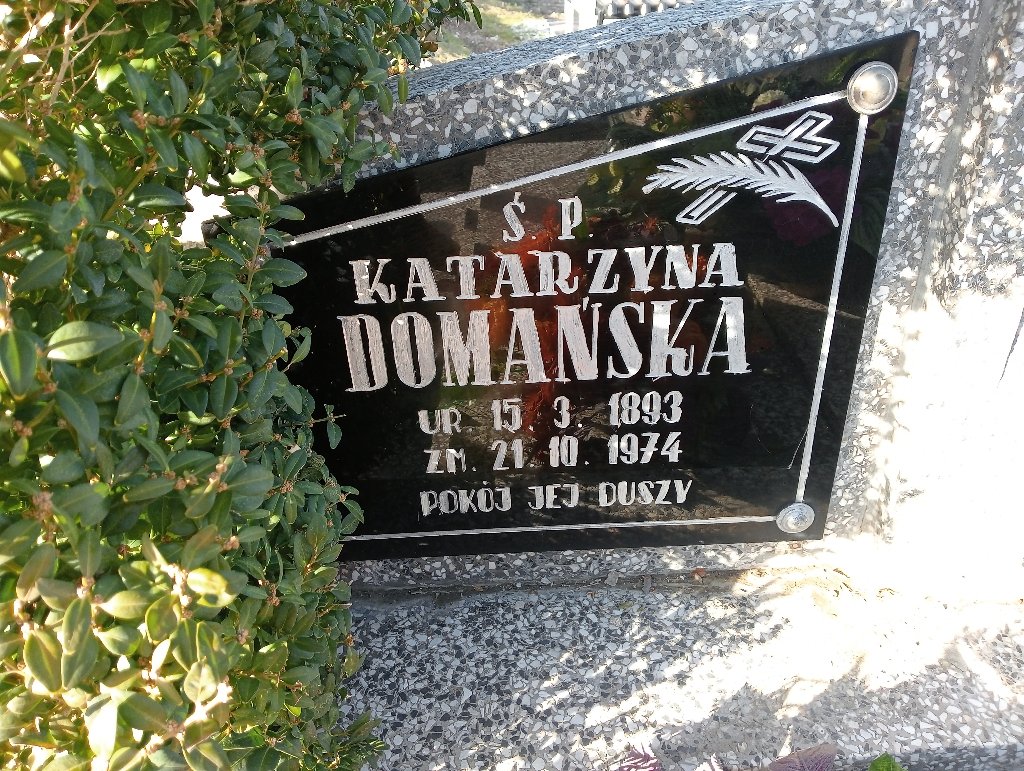 Ś P.
KATARZYNA
DOMAŃSKA
UR. 15. 3. 1893
ZM. 21 10. 1974
POKÓJ JEJ DUSZY